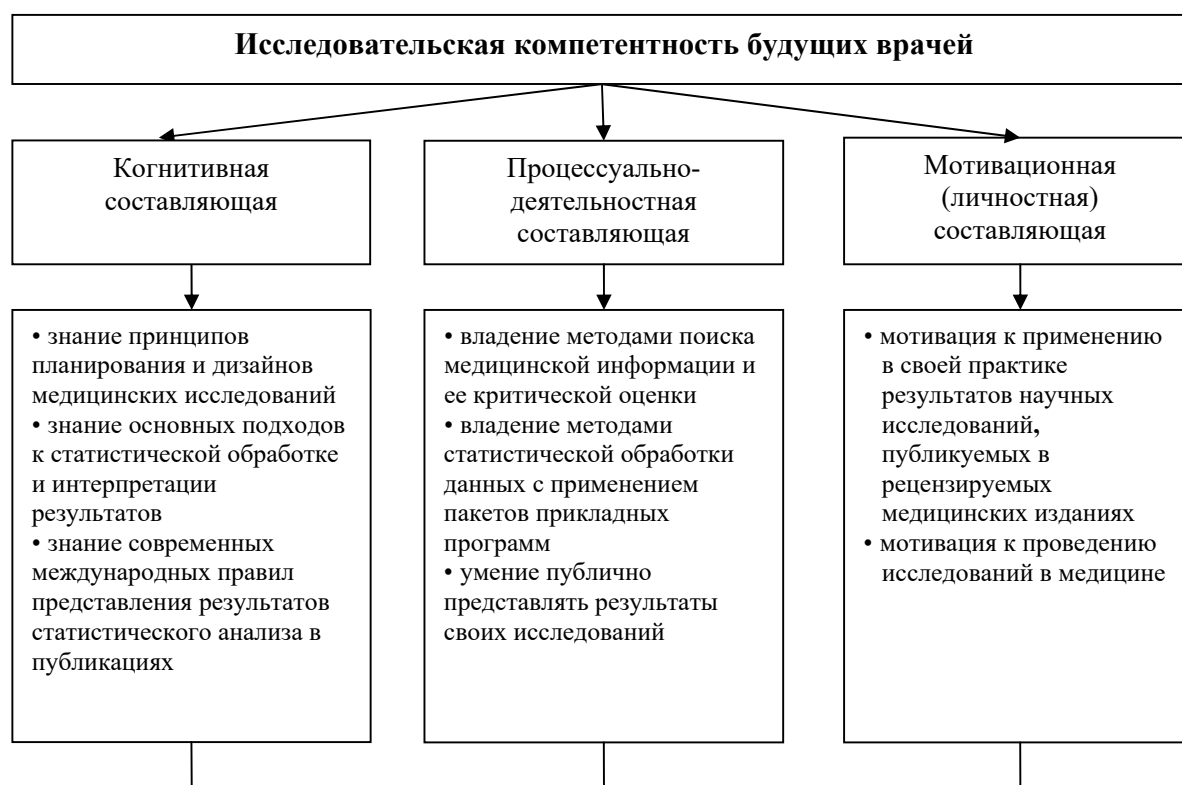 Исследовательская компетентность будущих врачей
Когнитивная
составляющая
Процессуально-
деятельностная
составляющая
Мотивационная
(личностная)
составляющая
• знание принципов
планирования и дизайнов
медицинских исследований
• знание основных подходов
к статистической обработке
и интерпретации
результатов
• знание современных
международных правил
представления результатов
статистического анализа в
публикациях
• владение методами поиска
медицинской информации и
ее критической оценки
• владение методами
статистической обработки
данных с применением
пакетов прикладных
программ
• умение публично
представлять результаты
своих исследований
• мотивация к применению
в своей практике
результатов научных
исследований,
публикуемых в
рецензируемых
медицинских изданиях
• мотивация к проведению
исследований в медицине